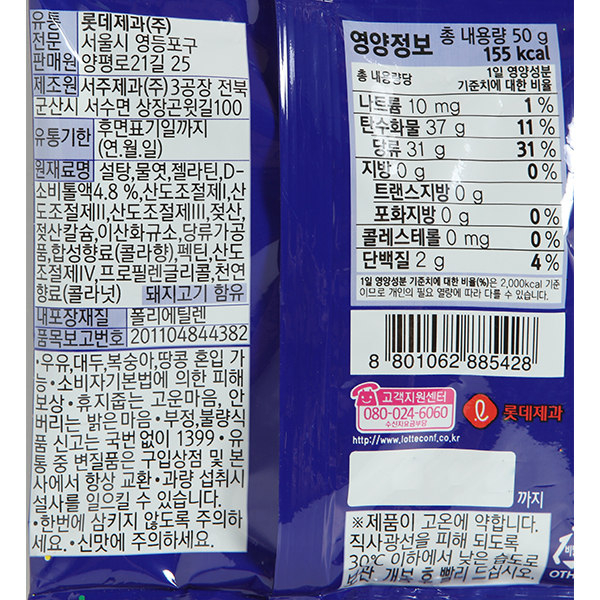 유통 롯데제과(주)
전문 서울시 영등포구
판매원 양평로21길 25
제조원 서주제과(주)3공장 전북
군산시 서수면 상장곤윗길100
유통기한 후면표기일까지
(연.월.일)
원재료명 설탕,물엿,젤라틴,D-
소비톨액4.8 %,산도조절제I,산
도조절제II,산도조절제III,젖산,
젖산칼슘,이산화규소,당류가공
품,합성향료(콜라향),펙틴,산도
조절제IV,프로필렌글리콜,천연
향료(콜라넛) 돼지고기 함유
내포장재질 폴리에틸렌
품목보고번호 201104844382
·우유,대두,복숭아,땅콩 혼입 가
능·소비자기본법에 의한 피해
보상·휴지줍는 고운마음, 안
버리는 밝은마음·부정,불량식
품 신고는 국번없이 1399·유
통 중 변질품은 구입상점 및 본
사에서 항상 교환·과량 섭취시
설사를 일으킬 수 있습니다.
·한번에 삼키지 않도록 주의하
세요.·신맛에 주의하세요.
영양정보 총 내용량 50 g
155 kcal
총 내용량당 1일 영양성분
기준치에 대한 비율
나트륨 10 mg 1 %
탄수화물 37 g 11 %
당류 31 g 31 %
지방 0 g 0 %
트랜스지방 0 g
포화지방 0 g 0 %
콜레스테롤 0 mg 0 %
단백질 2 g 4 %
1일 영양성분 기준치에 대한 비율(%)은 2,000kcal 기준
이므로 개인의 필요 열량에 따라 다를 수 있습니다.
8 801062 885428
고객지원센터
080-024-6060
수신자요금부담
롯데제과
http://www.lotteconf.co.kr
까지
※제품이 고온에 약합니다.
직사광선을 피해 되도록
30℃ 이하에서 낮은 습도로
보관, 개봉 후 빨리 드십시오.
비닐
OTH